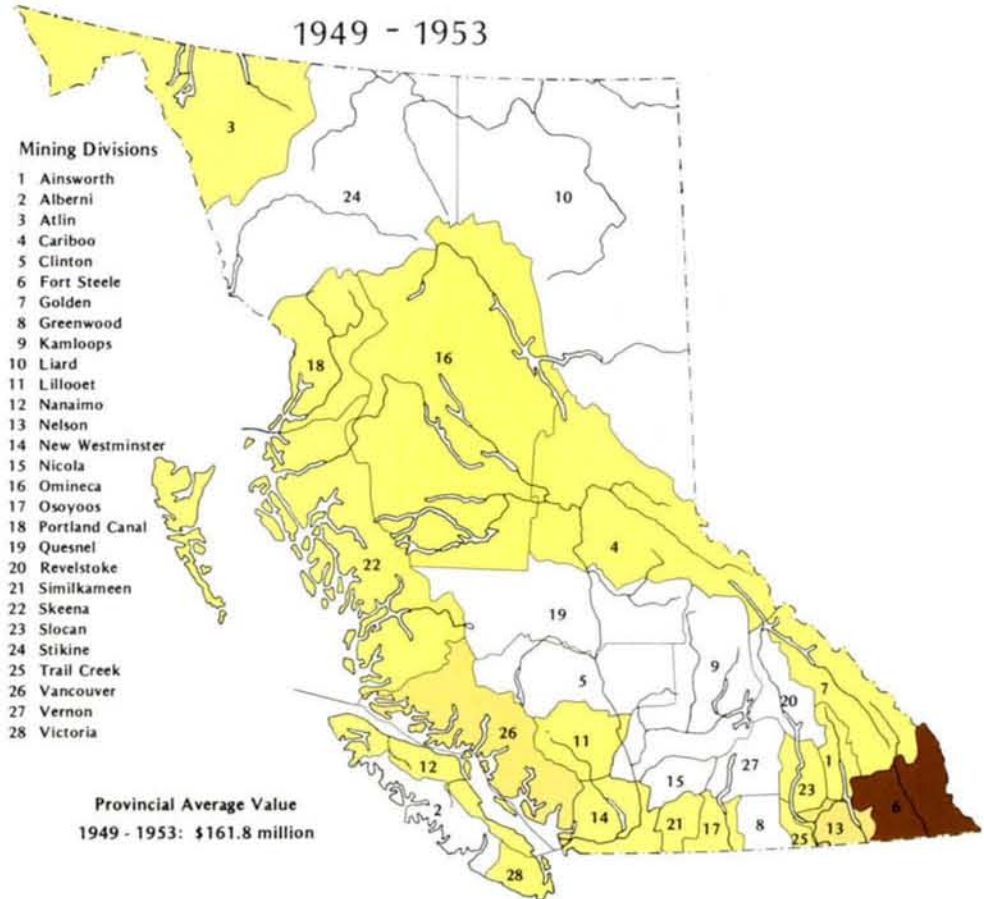 1949 - 1953
Mining Divisions
1 Ainsworth
2 Alberni
3 Atlin
4 Cariboo
5 Clinton
6 Fort Steele
7 Golden
8 Greenwood
9 Kamloops
10 Liard
11 Lillooet
12 Nanaimo
13 Nelson
14 New Westminster
15 Nicola
16 Omineca
17 Osoyoos
18 Portland Canal
19 Quesnel
20 Revelstoke
21 Similkameen
22 Skeena
23 Slocan
24 Stikine
25 Trail Creek
26 Vancouver
27 Vernon
28 Victoria
Provincial Average Value
1949 - 1953: $161.8 million
3
24
10
18
16
4
22
19
5
9
20
7
26
11
12
15
27
23
1
6
2
14
21
17
8
25
13
28